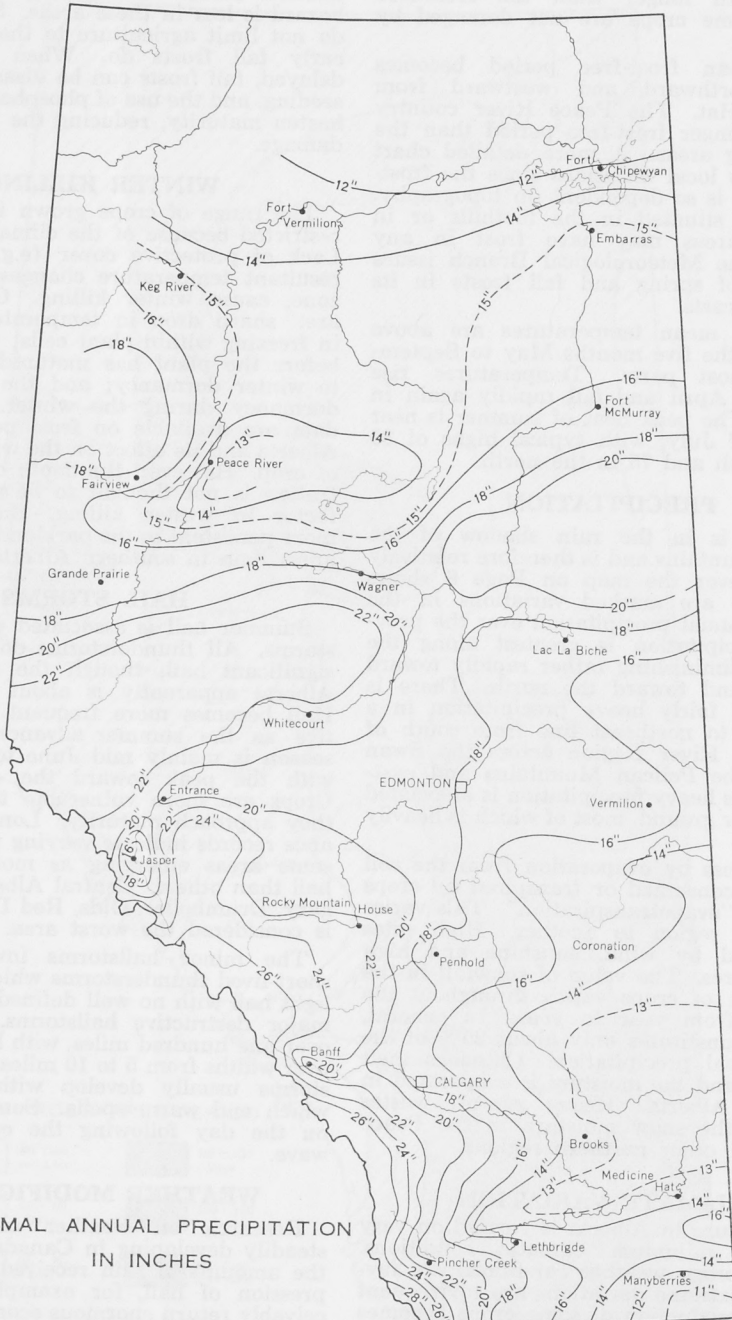 12"
12"
14"
Fort
Chipewyan
Fort
Vermilion
Embarras
15"
14"
Keg River
15"
15"
16"
18"
16"
Fort
McMurray
18"
20"
14"
13"
Peace River
18"
Fairview
14"
15"
15"
16"
16"
18"
18"
Grande Prairie
Wagner
22"
20"
20"
18"
Lac La Biche
18"
20"
22"
16"
Whitecourt
18"
22"
EDMONTON
Entrance
20"
22"
24"
20"
16"
Vermilion
16"
14"
Jasper
18"
Rocky Mountain
House
20"
18"
Penhold
Coronation
22"
24"
26"
16"
14"
13"
Banff
20"
CALGARY
18"
20"
22"
24"
26"
16"
Brooks
14"
13"
13"
Medicine
Hat
14"
16"
Lethbrigde
14"
Pincher Creek
22"
24"
26"
28"
20"
18"
16"
14"
12"
11"
Manyberries
MAL ANNUAL PRECIPITATION
IN INCHES